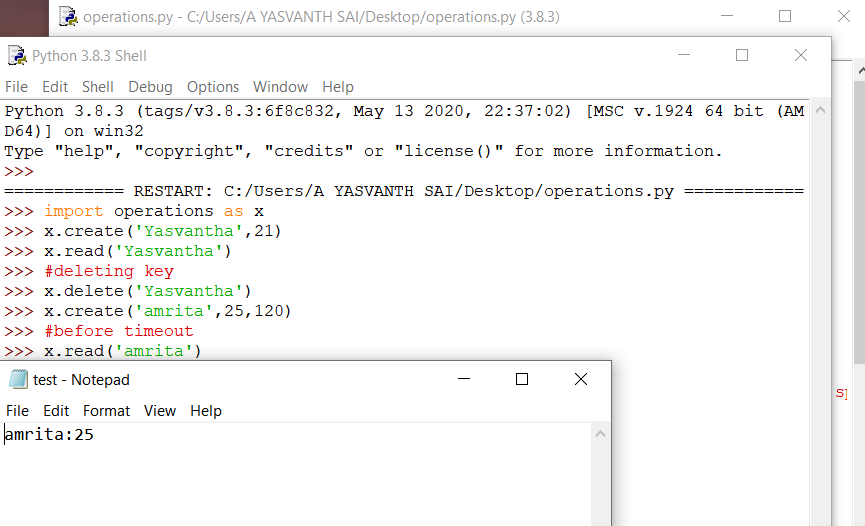 operations.py - C:/Users/A YASVANTH SAI/Desktop/operations.py (3.8.3)
Python 3.8.3 Shell
File Edit Shell Debug Options Window Help
Python 3.8.3 (tags/v3.8.3:6f8c832, May 13 2020, 22:37:02) [MSC v.1924 64 bit (AM
D64)] on win32
Type "help", "copyright", "credits" or "license()" for more information.
>>>
============ RESTART: C:/Users/A YASVANTH SAI/Desktop/operations.py ============
>>> import operations as x
>>> x.create('Yasvantha',21)
>>> x.read('Yasvantha')
>>> #deleting key
>>> x.delete('Yasvantha')
>>> x.create('amrita',25,120)
>>> #before timeout
>>> x.read('amrita')
test - Notepad
File Edit Format View Help
amrita:25